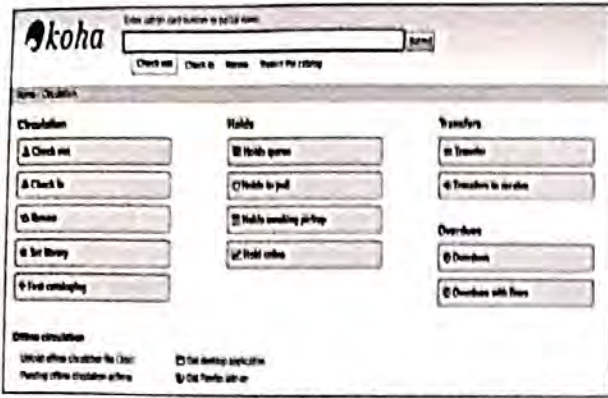 koha
Enter patron card number or partial name:
Submit
Check out Check in Renew Search the catalog
Home › Circulation
Circulation
Check out
Check in
Renew
Set library
Fast cataloging
Holds
Holds queue
Holds to pull
Holds awaiting pickup
Hold ratios
Transfers
Transfer
Transfers to receive
Overdues
Overdues
Overdues with fines
Offline circulation
Upload offline circulation file (.koc)
Pending offline circulation actions
Get desktop application
Get Firefox add-on